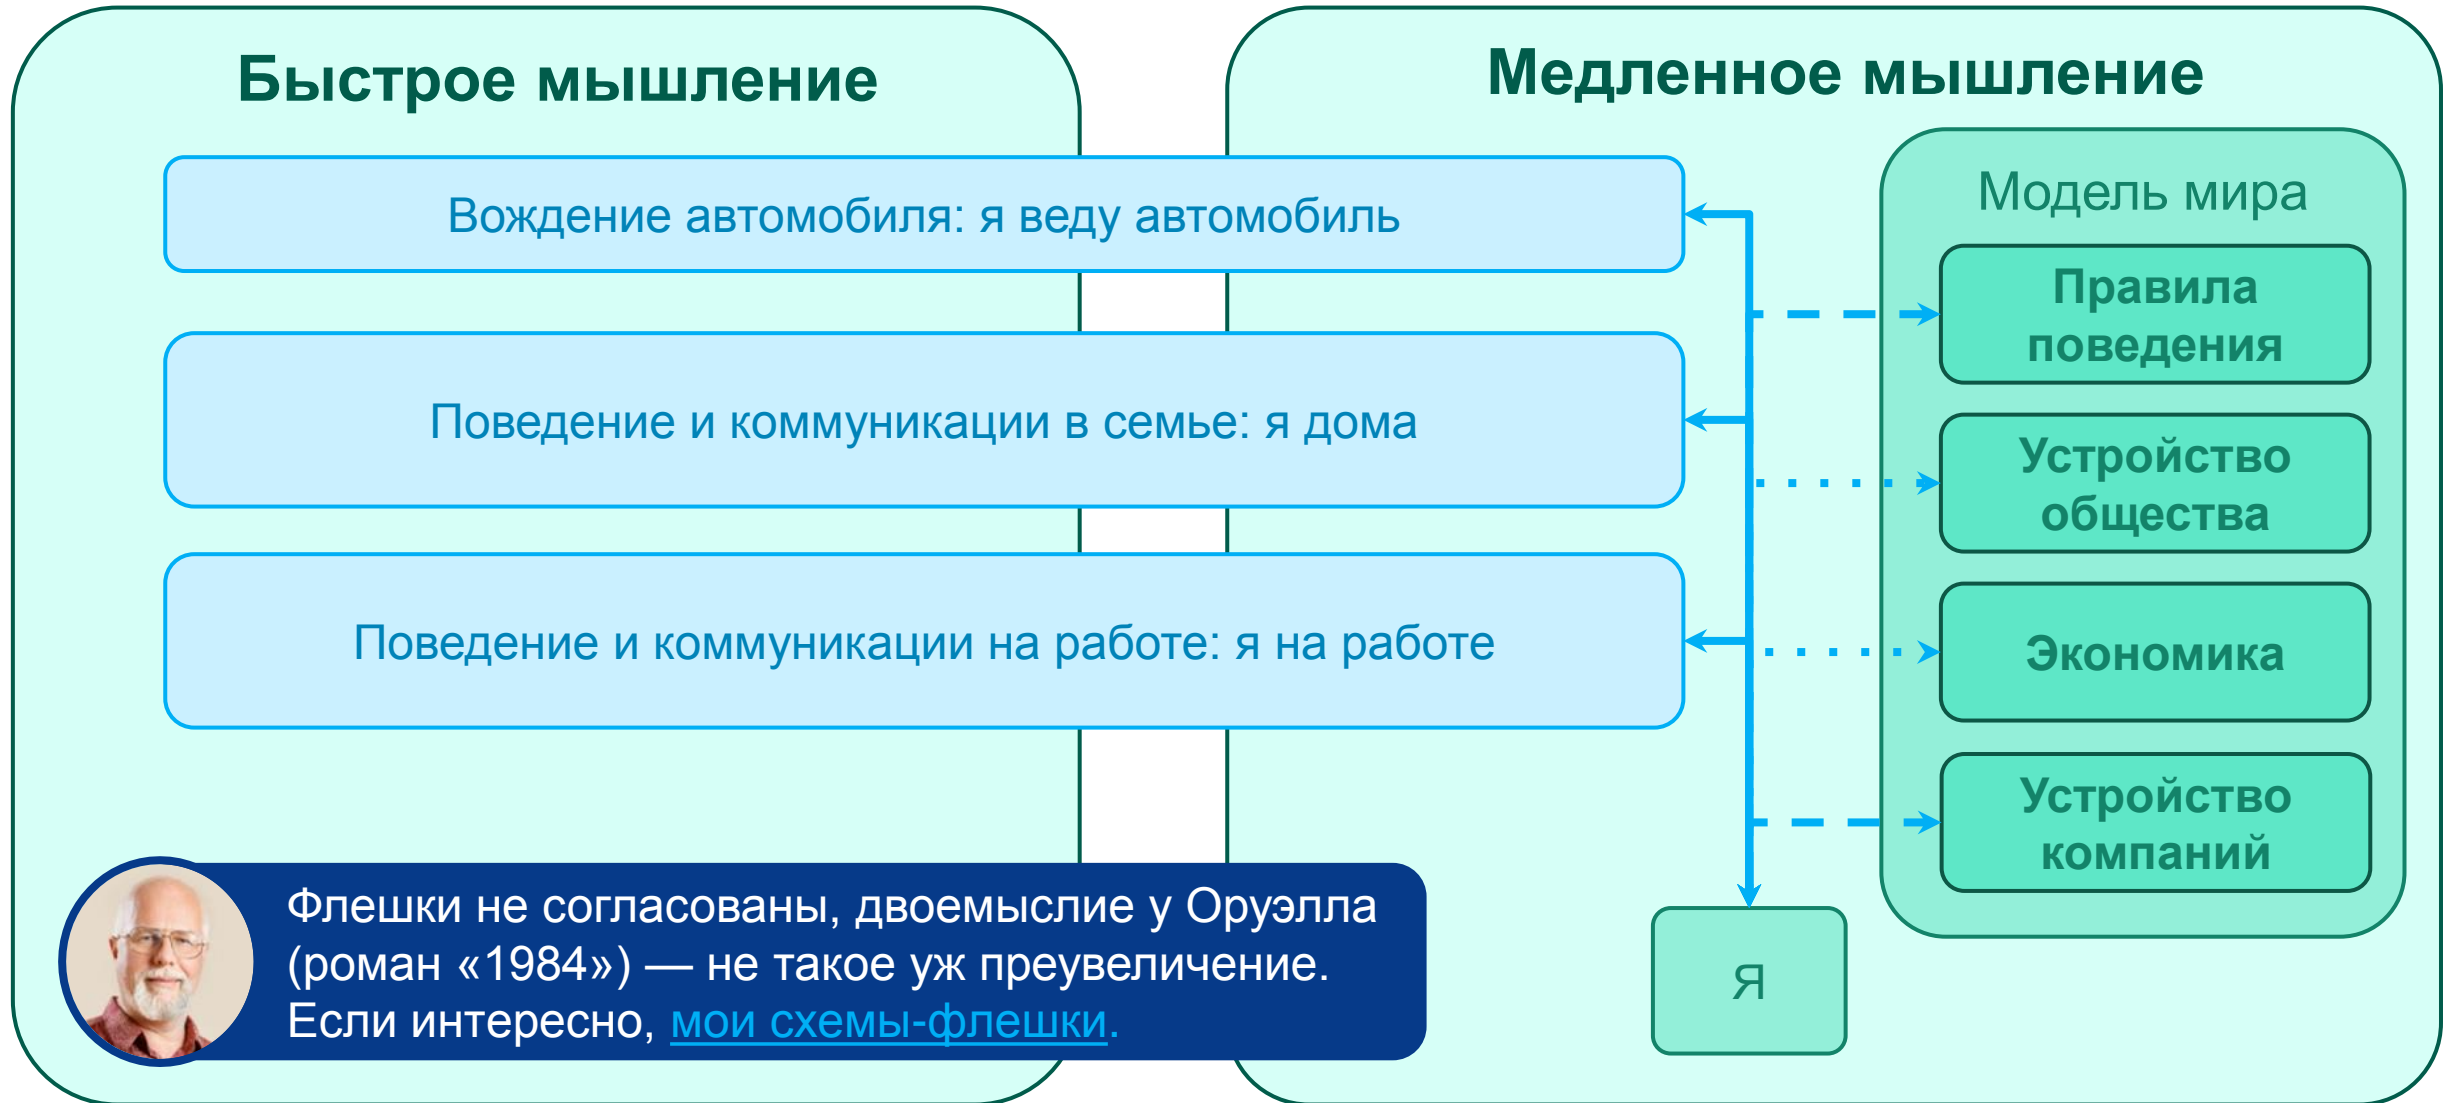 Быстрое мышление
Медленное мышление
Вождение автомобиля: я веду автомобиль
Поведение и коммуникации в семье: я дома
Поведение и коммуникации на работе: я на работе
Модель мира
Правила
поведения
Устройство
общества
Экономика
Устройство
компаний
Я
Флешки не согласованы, двоемыслие у Оруэлла
(роман «1984») — не такое уж преувеличение.
Если интересно, мои схемы-флешки.